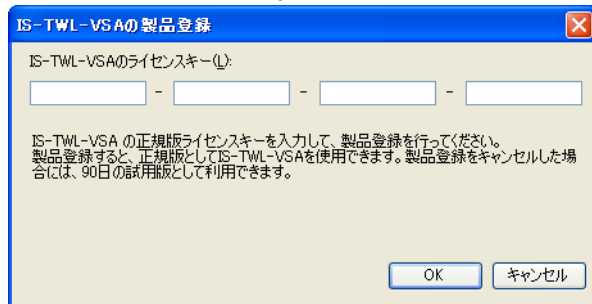 IS-TWL-VSAの製品登録
IS-TWL-VSAのライセンスキー(L):
- - -
IS-TWL-VSA の正規版ライセンスキーを入力して、製品登録を行ってください。
製品登録すると、正規版としてIS-TWL-VSAを使用できます。製品登録をキャンセルした場
合には、90日の試用版として利用できます。
OK キャンセル